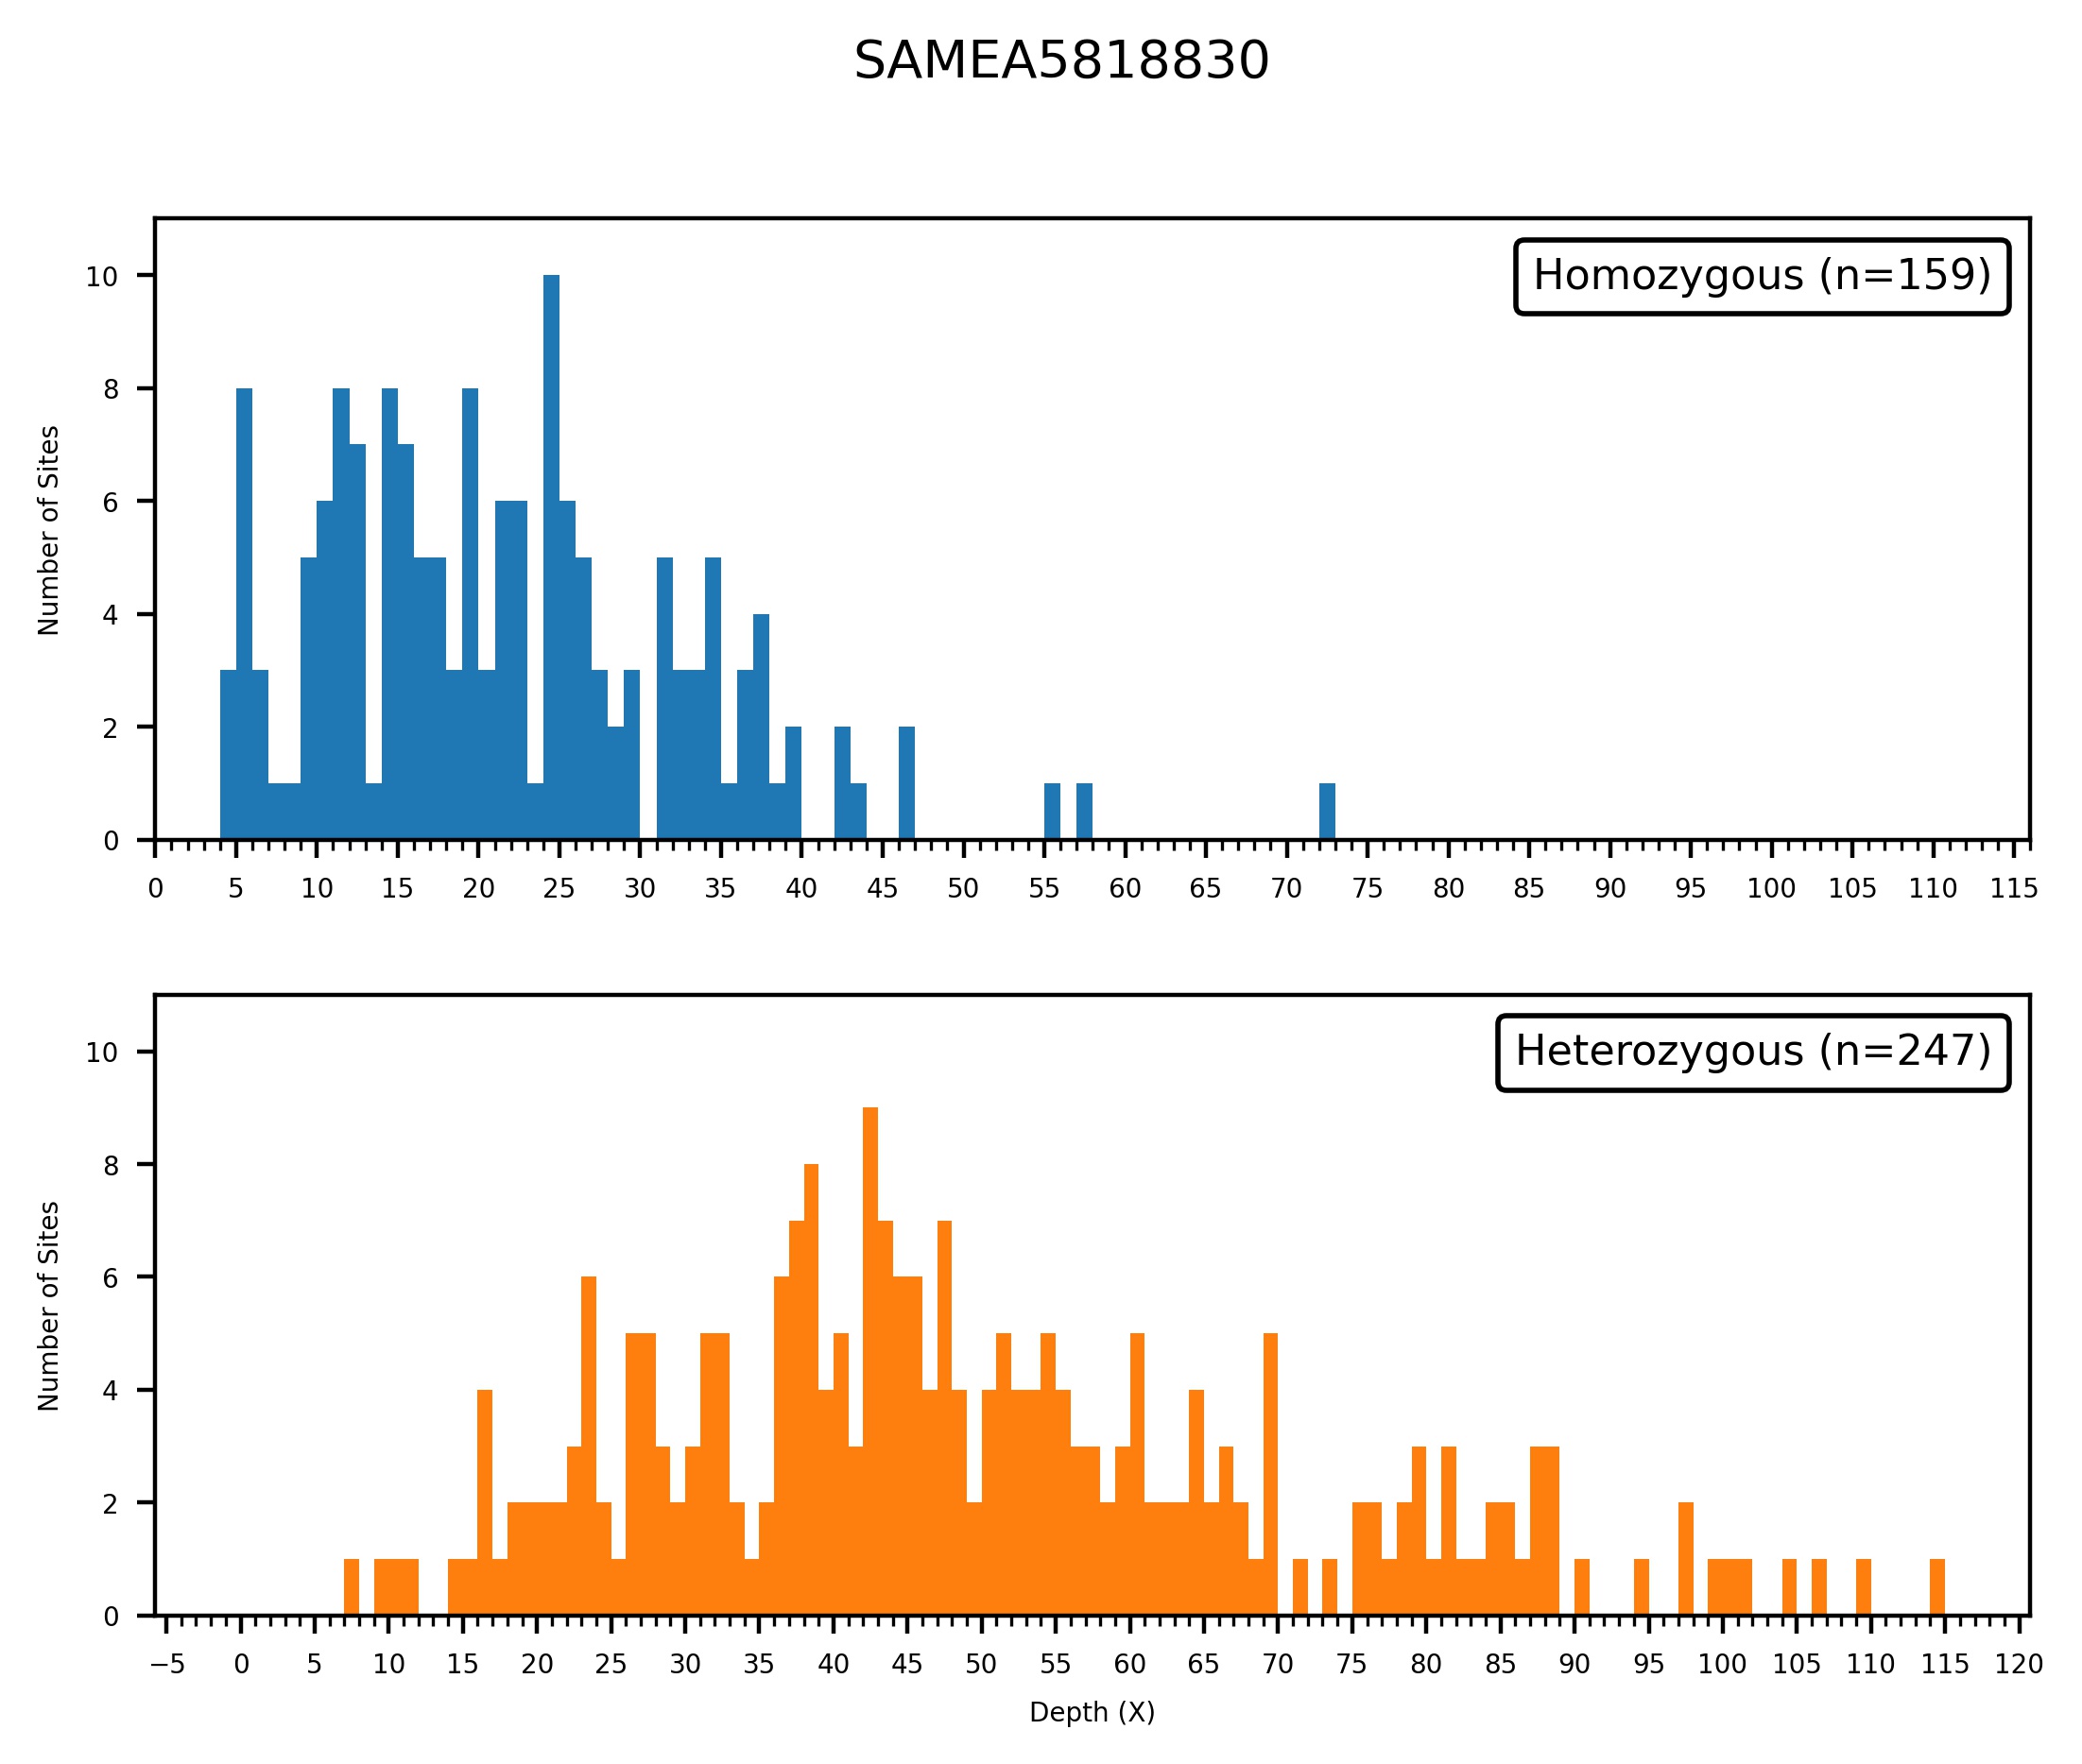 SAMEA5818830
Homozygous (n=159)
Number of Sites
10
8
6
4
2
0
0 5 10 15 20 25 30 35 40 45 50 55 60 65 70 75 80 85 90 95 100 105 110 115
Heterozygous (n=247)
Number of Sites
10
8
6
4
2
0
−5 0 5 10 15 20 25 30 35 40 45 50 55 60 65 70 75 80 85 90 95 100 105 110 115 120
Depth (X)